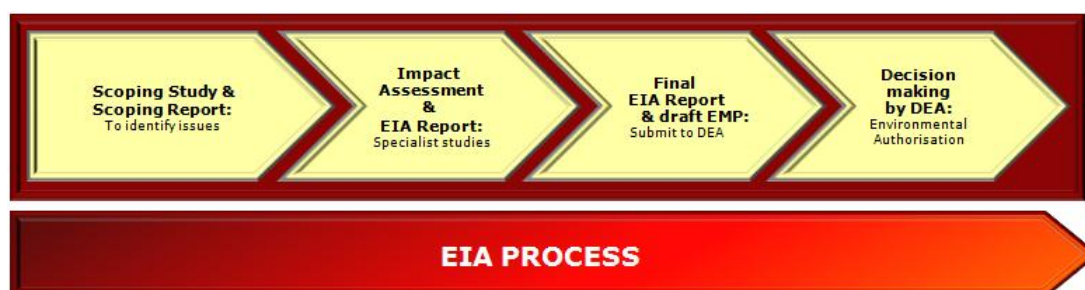 Scoping Study &
Scoping Report:
To identify issues
Impact
Assessment
&
EIA Report:
Specialist studies
Final
EIA Report
& draft EMP:
Submit to DEA
Decision
making
by DEA:
Environmental
Authorisation
EIA PROCESS